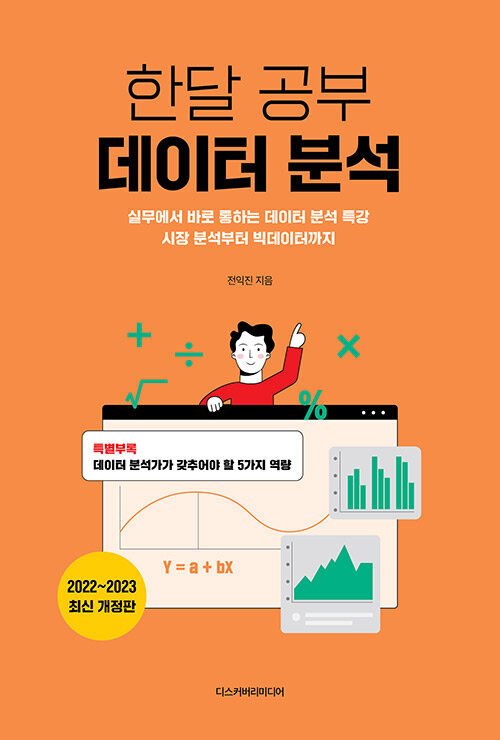 한달 공부
데이터 분석
실무에서 바로 통하는 데이터 분석 특강
시장 분석부터 빅데이터까지
전익진 지음
+
÷
×
√
%
특별부록
데이터 분석가가 갖추어야 할 5가지 역량
Y = a + bX
2022~2023
최신 개정판
디스커버리미디어